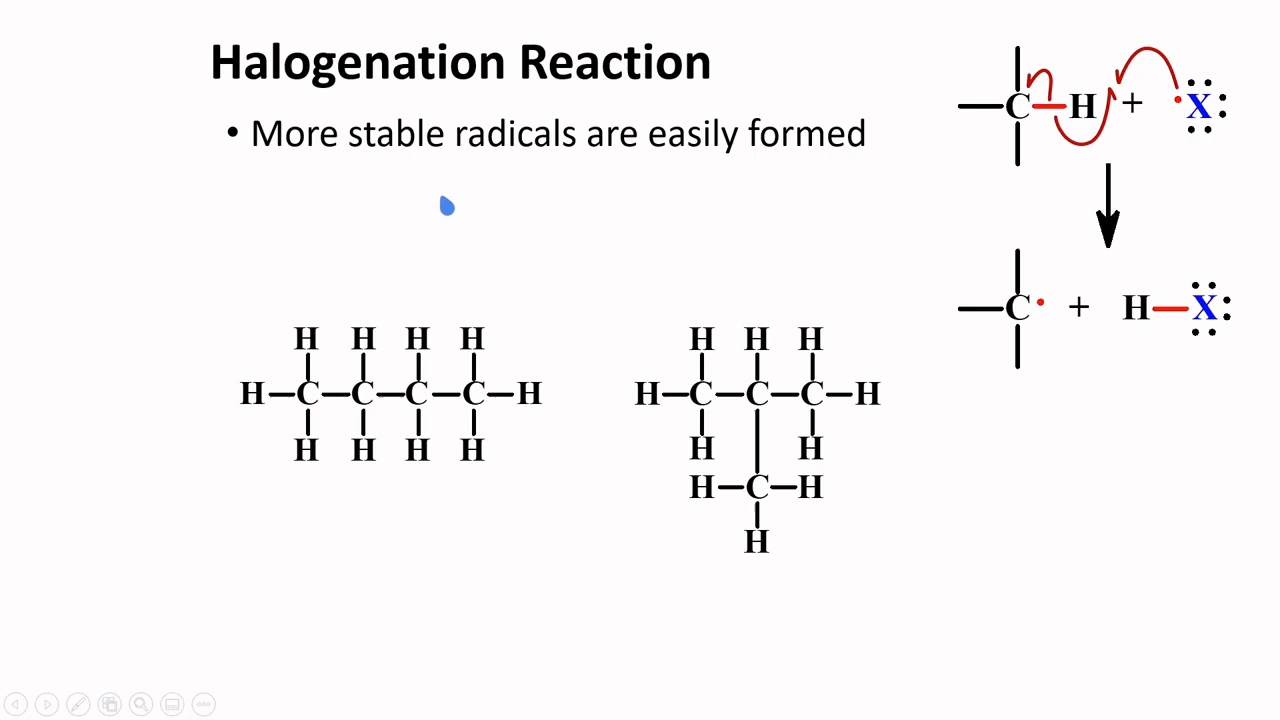 Halogenation Reaction
• More stable radicals are easily formed
C H + X
C + H X
H H H H
H C C C C H
H H H H
H H H
H C C C H
H H
H C H
H